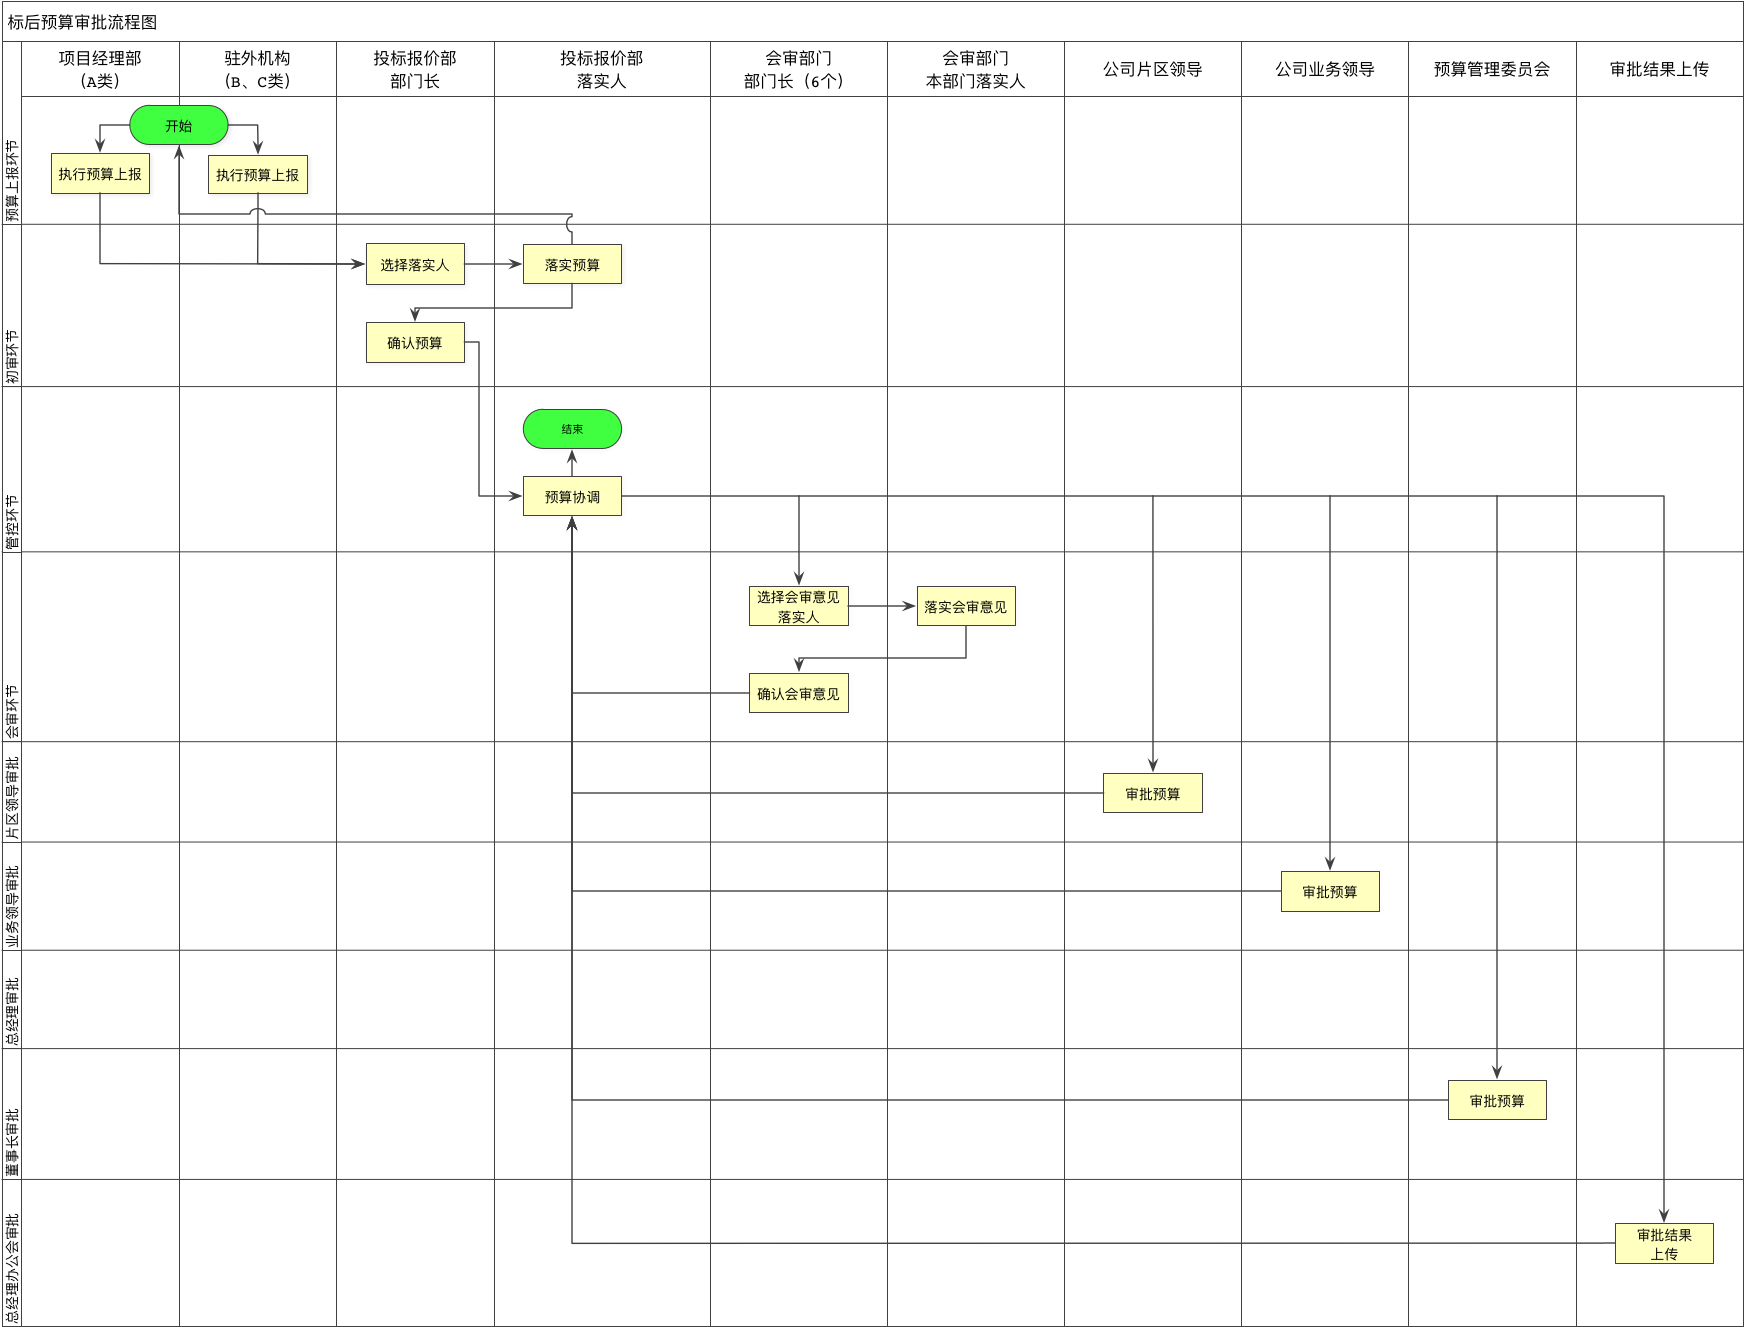 标后预算审批流程图
项目经理部
(A类)
驻外机构
(B、C类)
投标报价部
部门长
投标报价部
落实人
会审部门
部门长 (6个)
会审部门
本部门落实人
公司片区领导
公司业务领导
预算管理委员会
审批结果上传
预算上报环节
开始
执行预算上报
执行预算上报
初审环节
选择落实人
落实预算
确认预算
管控环节
结束
预算协调
会审环节
选择会审意见
落实人
落实会审意见
确认会审意见
片区领导审批
审批预算
业务领导审批
审批预算
总经理审批
董事长审批
审批预算
总经理办公会审批
审批结果
上传